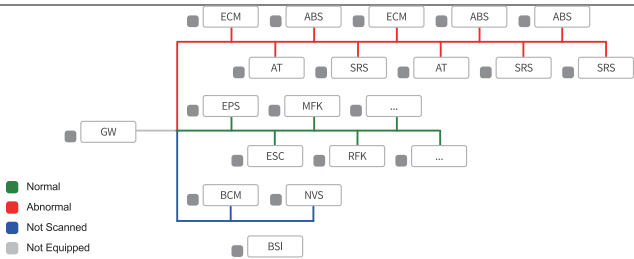 ECM ABS ECM ABS ABS
AT SRS AT SRS SRS
EPS MFK ...
GW
ESC RFK ...
Normal
BCM NVS
Abnormal
Not Scanned
Not Equipped
BSI